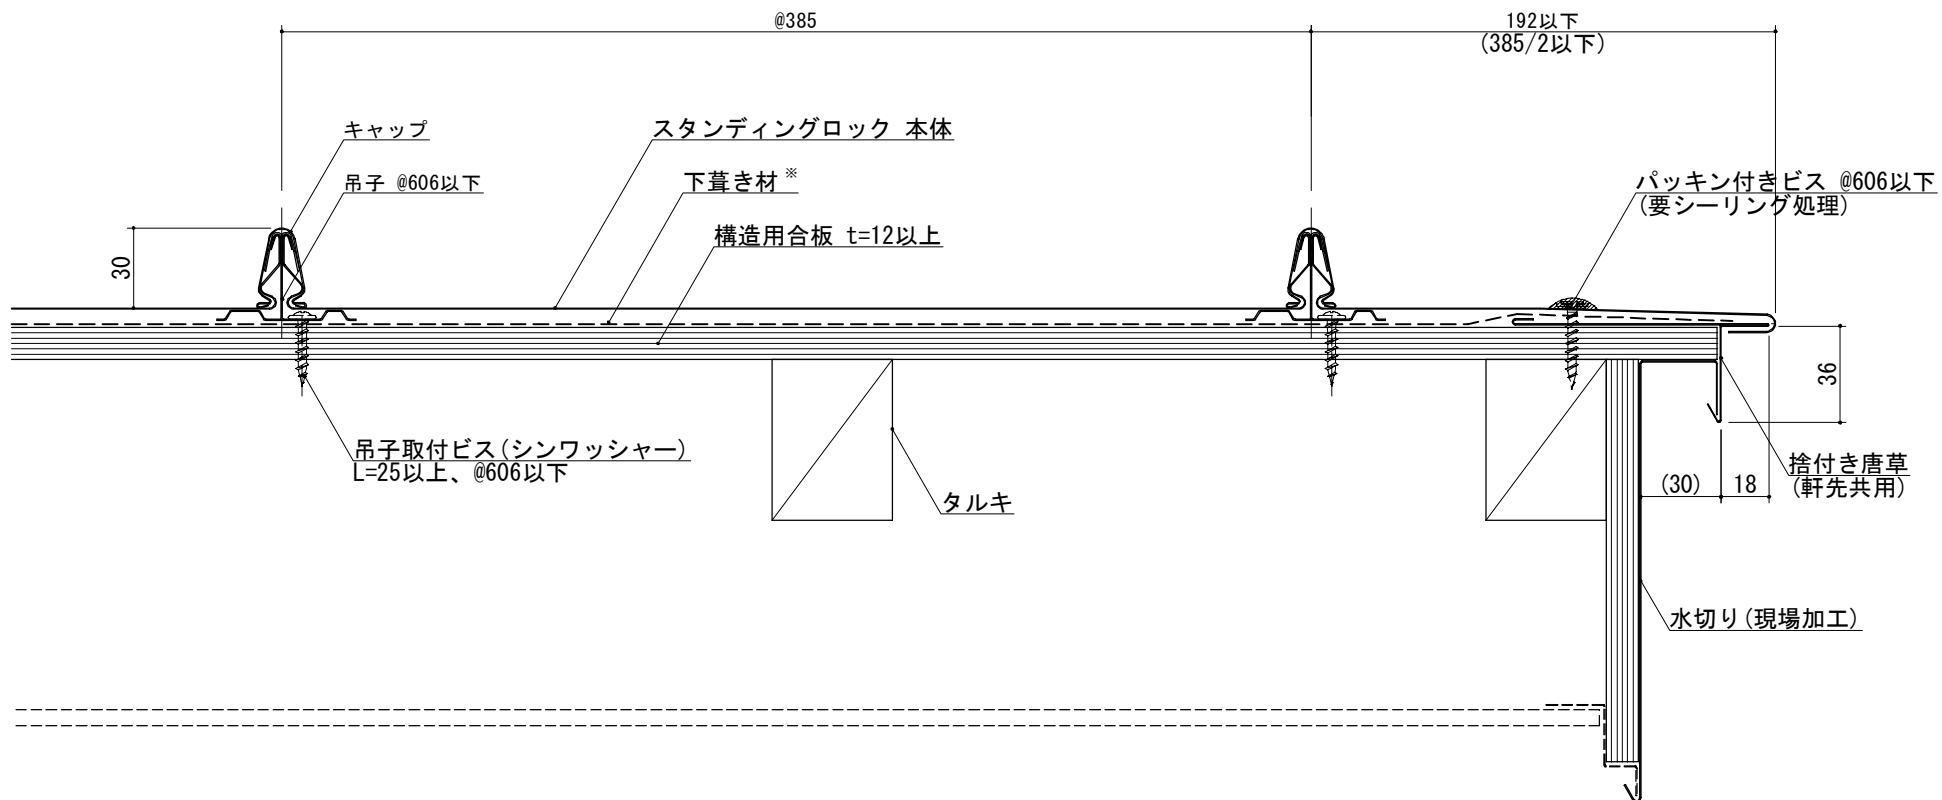 @385
192以下
(385/2以下)
キャップ
スタンディングロック 本体
吊子 @606以下
下葺き材※
パッキン付きビス @606以下
(要シーリング処理)
構造用合板 t=12以上
30
36
吊子取付ビス(シンワッシャー)
L=25以上、@606以下
タルキ
捨付き唐草
(軒先共用)
(30)
18
水切り(現場加工)